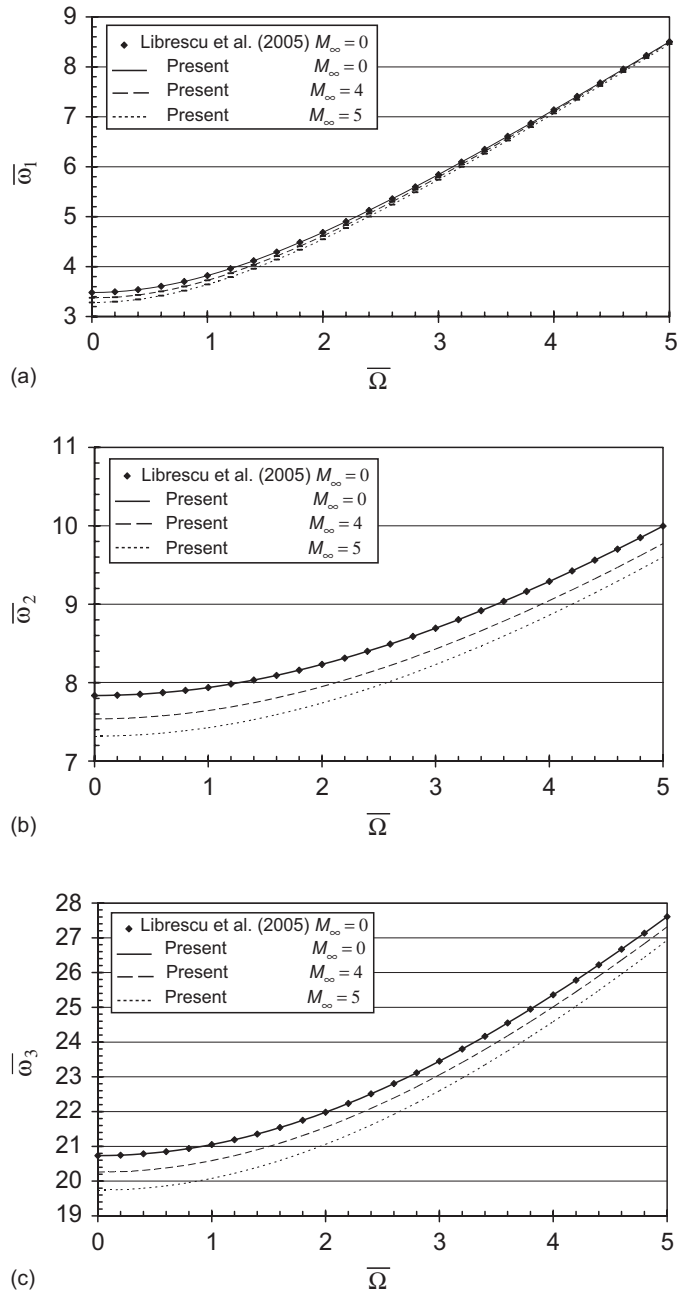 9
8
7
6
5
4
3
ω̅₁
◆ Librescu et al. (2005) M∞ = 0
Present M∞ = 0
Present M∞ = 4
Present M∞ = 5
0 1 2 3 4 5
(a)
Ω̅
11
10
9
8
7
ω̅₂
◆ Librescu et al. (2005) M∞ = 0
Present M∞ = 0
Present M∞ = 4
Present M∞ = 5
0 1 2 3 4 5
(b)
Ω̅
28
27
26
25
24
23
22
21
20
19
ω̅₃
◆ Librescu et al. (2005) M∞ = 0
Present M∞ = 0
Present M∞ = 4
Present M∞ = 5
0 1 2 3 4 5
(c)
Ω̅